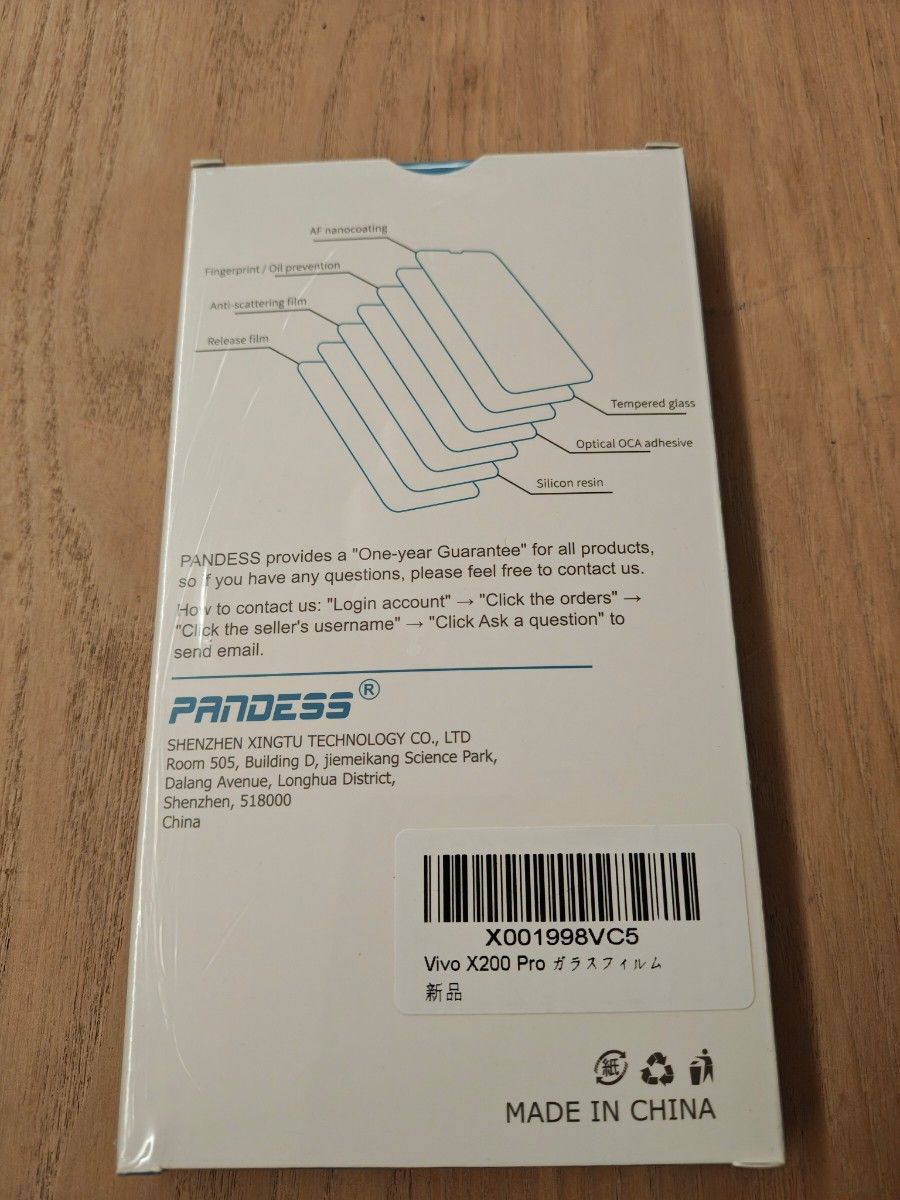 AF nanocoating
Fingerprint / Oil prevention
Anti-scattering film
Release film
Tempered glass
Optical OCA adhesive
Silicon resin
PANDESS provides a "One-year Guarantee" for all products,
so if you have any questions, please feel free to contact us.
How to contact us: "Login account" → "Click the orders" →
"Click the seller's username" → "Click Ask a question" to
send email.
PANDESS®
SHENZHEN XINGTU TECHNOLOGY CO., LTD
Room 505, Building D, jiemeikang Science Park,
Dalang Avenue, Longhua District,
Shenzhen, 518000
China
X001998VC5
Vivo X200 Pro ガラスフィルム
新品
紙
MADE IN CHINA